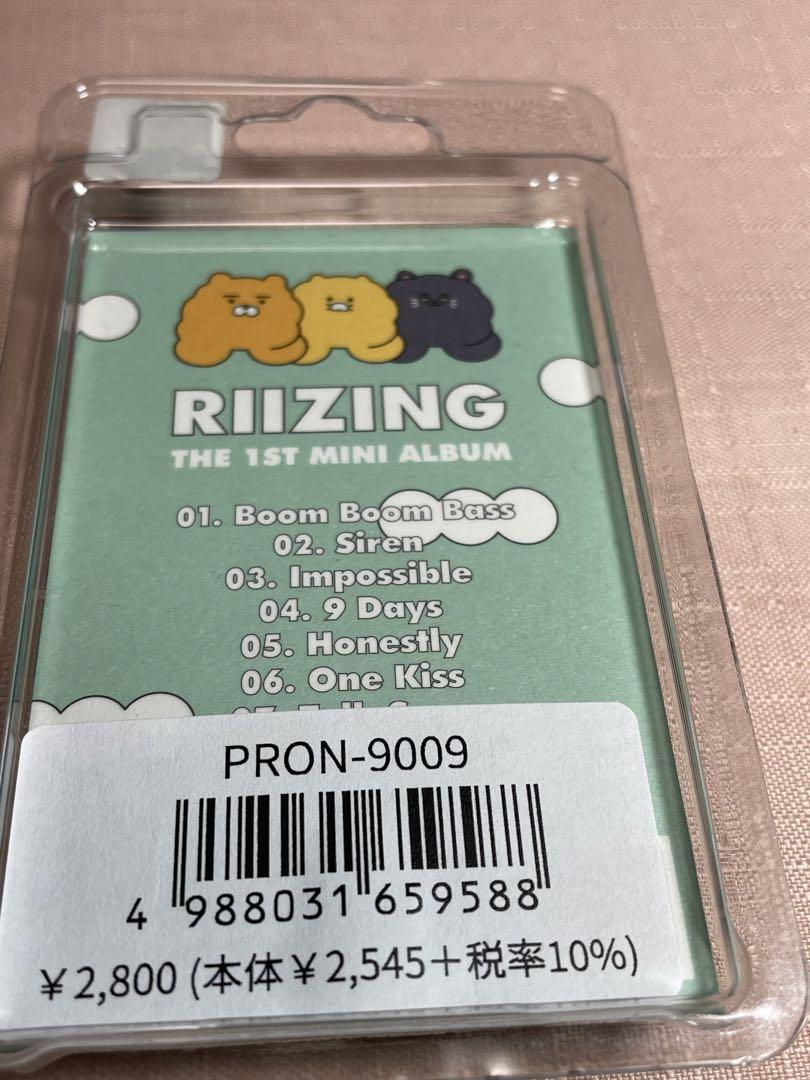 RIIZING
THE 1ST MINI ALBUM
01. Boom Boom Bass
02. Siren
03. Impossible
04. 9 Days
05. Honestly
06. One Kiss
PRON-9009
4 988031 659588
￥2,800 (本体￥2,545＋税率10%)